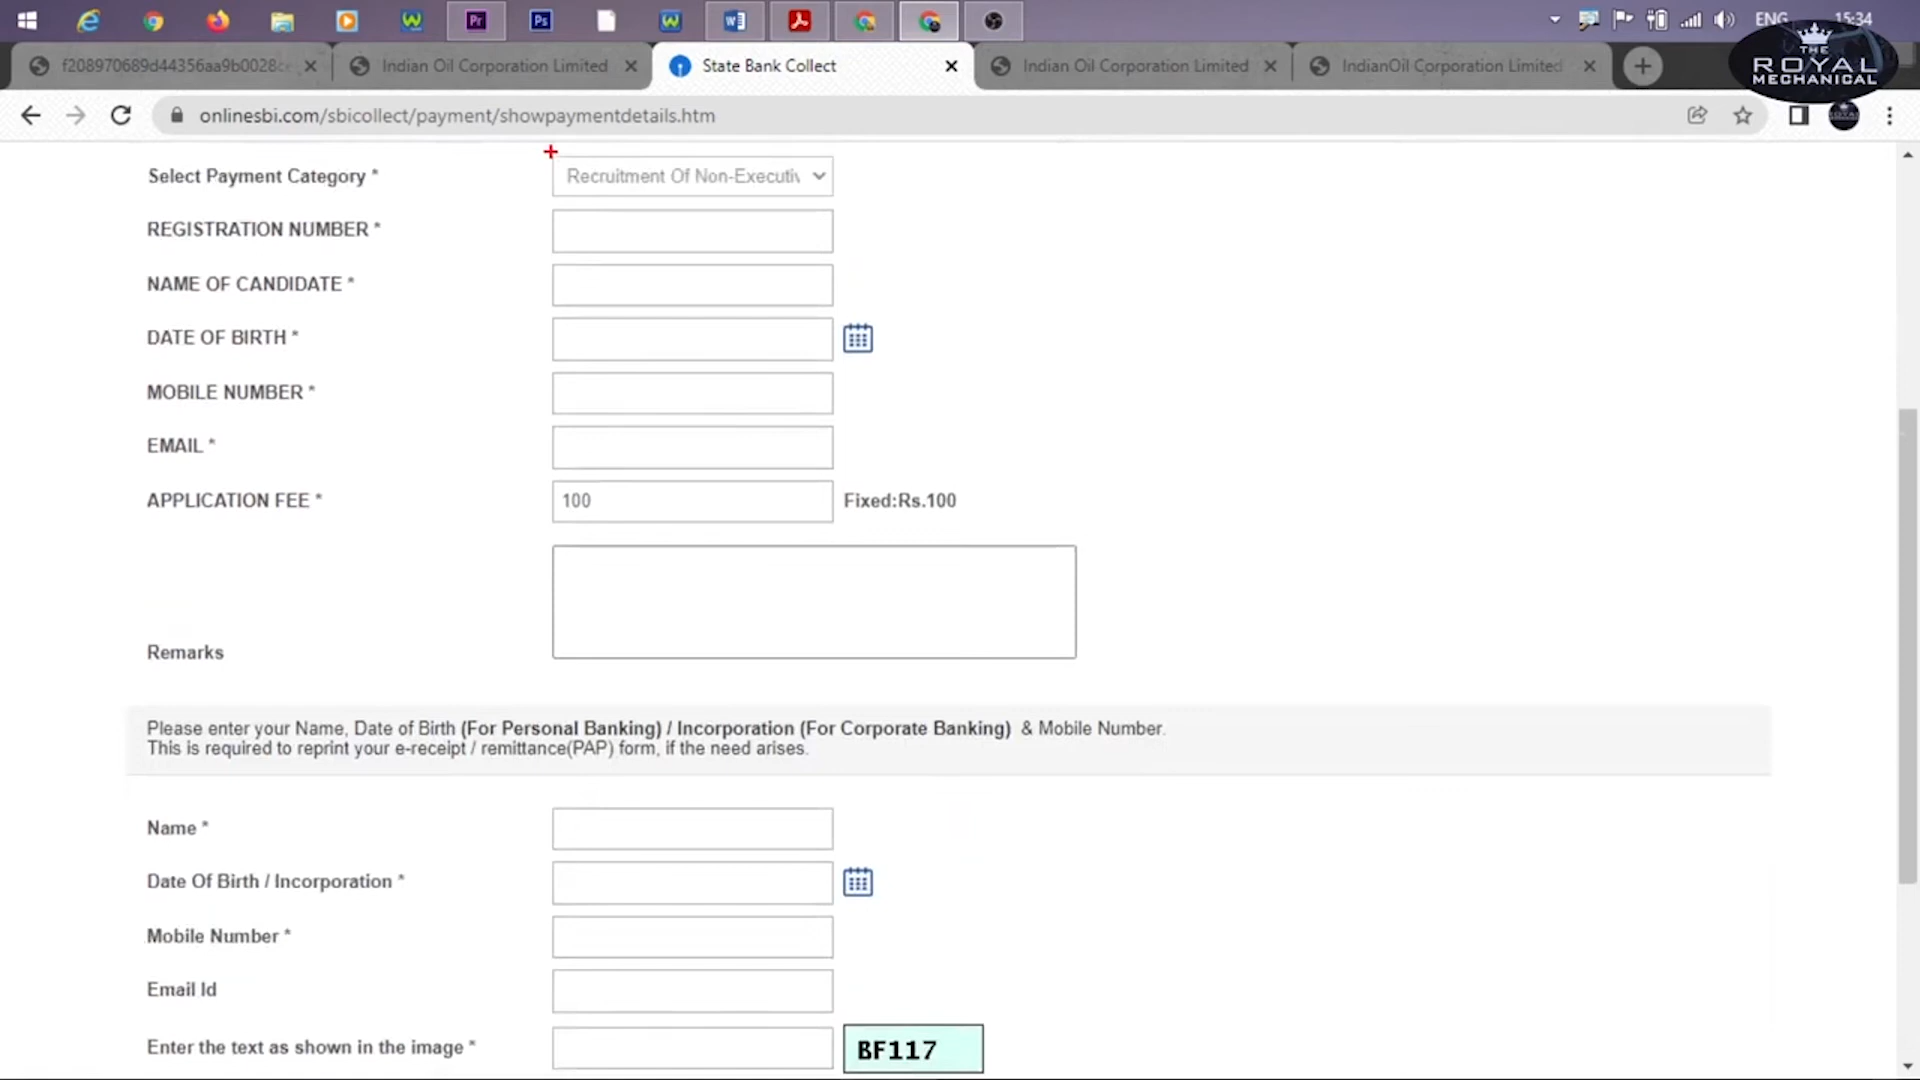 ENG
15:34
THE
ROYAL
MECHANICAL
f208970689d44356aa9b0028ce
Indian Oil Corporation Limited
State Bank Collect
Indian Oil Corporation Limited
IndianOil Corporation Limited
onlinesbi.com/sbicollect/payment/showpaymentdetails.htm
Select Payment Category *
Recruitment Of Non-Executiv
REGISTRATION NUMBER *
NAME OF CANDIDATE *
DATE OF BIRTH *
MOBILE NUMBER *
EMAIL *
APPLICATION FEE *
100
Fixed:Rs.100
Remarks
Please enter your Name, Date of Birth (For Personal Banking) / Incorporation (For Corporate Banking) & Mobile Number.
This is required to reprint your e-receipt / remittance(PAP) form, if the need arises.
Name *
Date Of Birth / Incorporation *
Mobile Number *
Email Id
Enter the text as shown in the image *
BF117